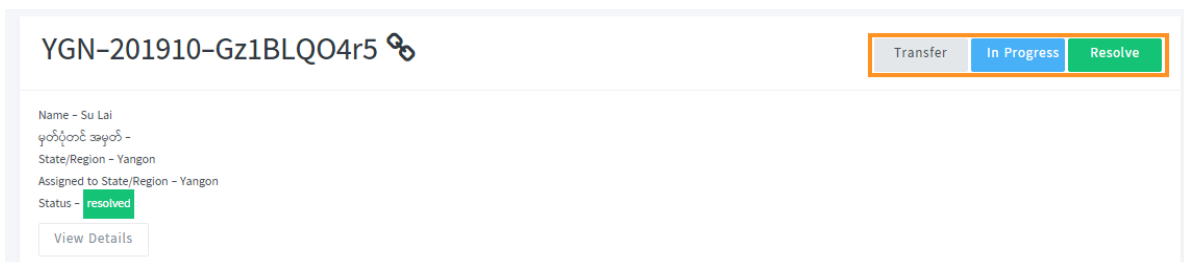 YGN–201910–Gz1BLQO4r5
Transfer In Progress Resolve
Name – Su Lai
မှတ်ပုံတင် အမှတ် –
State/Region – Yangon
Assigned to State/Region – Yangon
Status – resolved
View Details